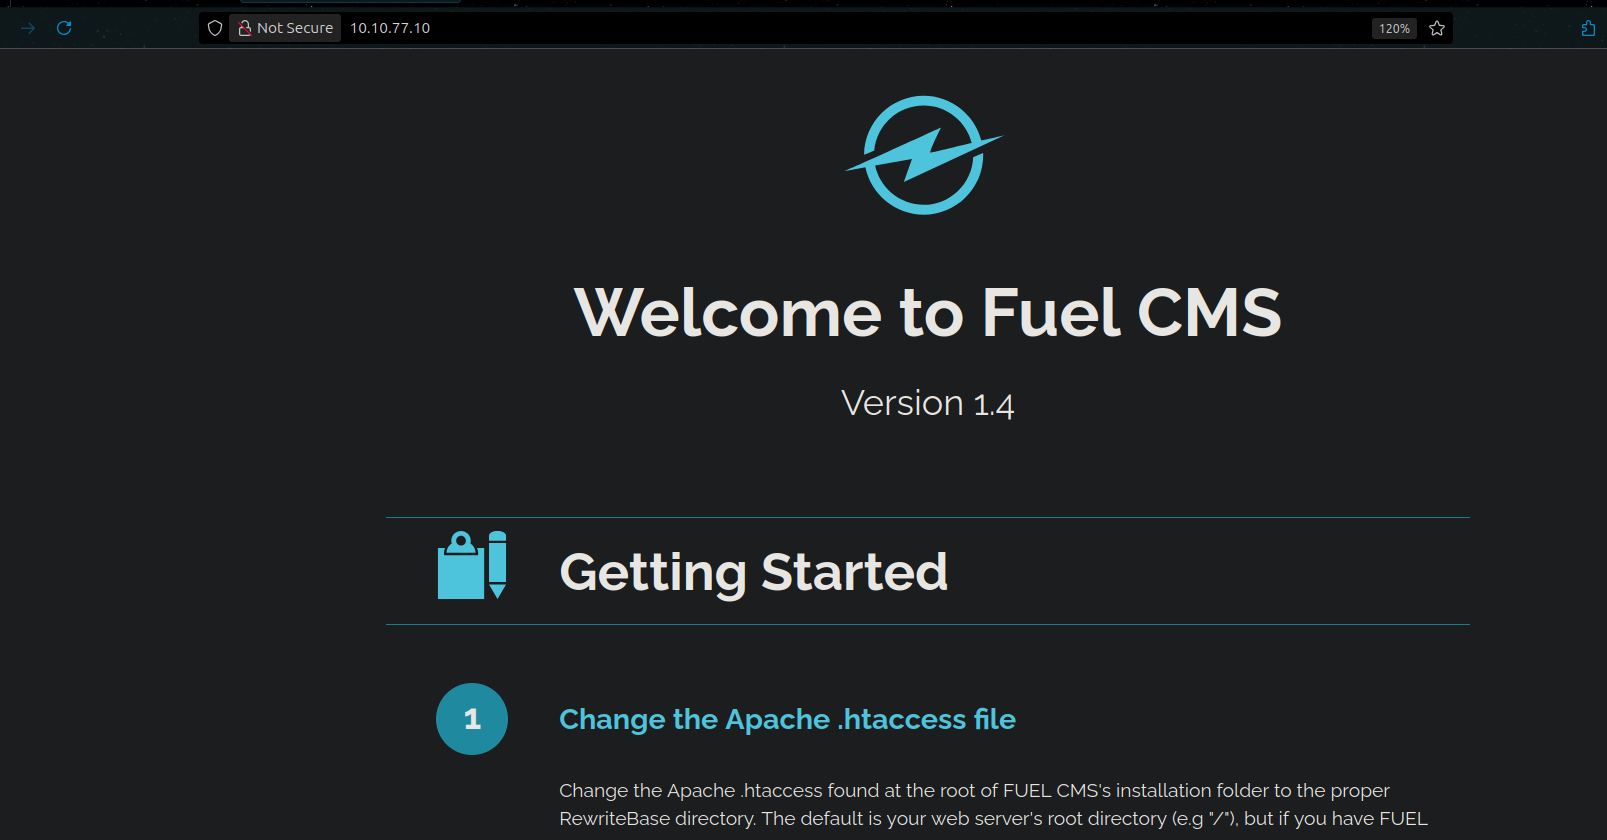 Not Secure 10.10.77.10 120%
Welcome to Fuel CMS
Version 1.4
Getting Started
1 Change the Apache .htaccess file
Change the Apache .htaccess found at the root of FUEL CMS's installation folder to the proper
RewriteBase directory. The default is your web server's root directory (e.g "/"), but if you have FUEL